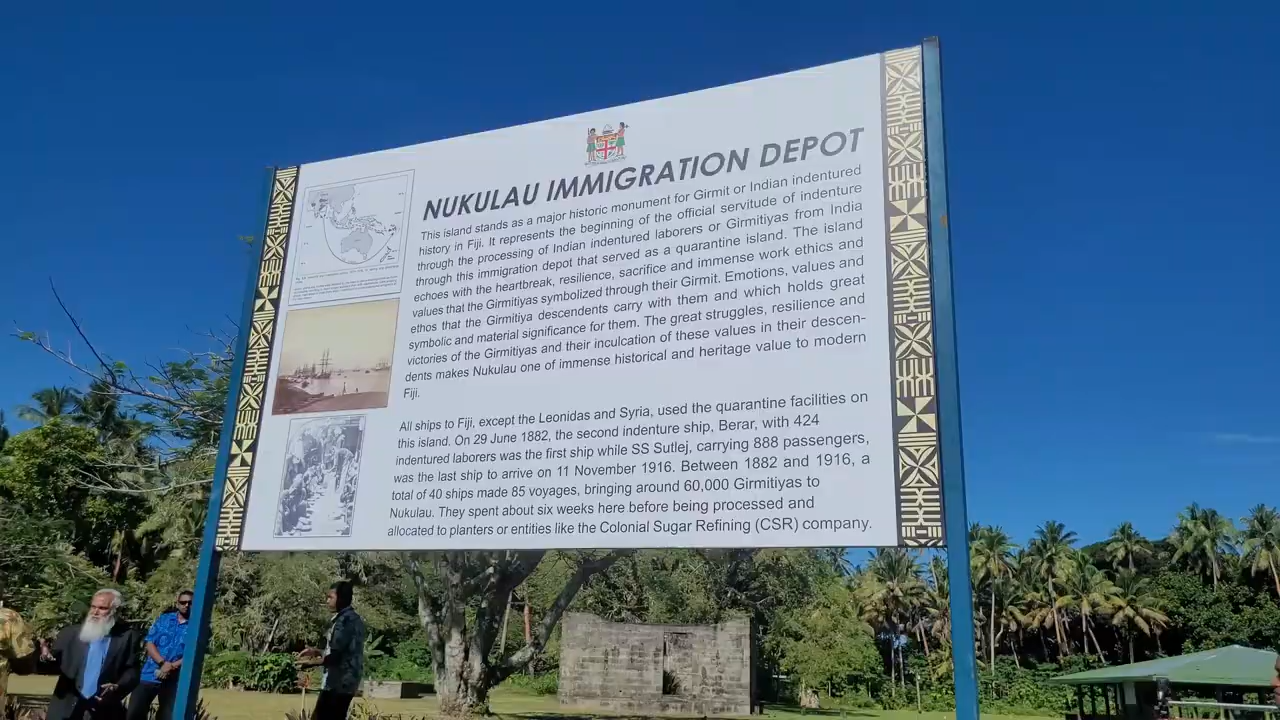 NUKULAU IMMIGRATION DEPOT
This island stands as a major historic monument for Girmit or Indian indentured
history in Fiji. It represents the beginning of the official servitude of indenture
through the processing of Indian indentured laborers or Girmitiyas from India
through this immigration depot that served as a quarantine island. The island
echoes with the heartbreak, resilience, sacrifice and immense work ethics and
values that the Girmitiyas symbolized through their Girmit. Emotions, values and
ethos that the Girmitiya descendents carry with them and which holds great
symbolic and material significance for them. The great struggles, resilience and
victories of the Girmitiyas and their inculcation of these values in their descen-
dents makes Nukulau one of immense historical and heritage value to modern
Fiji.
All ships to Fiji, except the Leonidas and Syria, used the quarantine facilities on
this island. On 29 June 1882, the second indenture ship. Berar, with 424
indentured laborers was the first ship while SS Sutlej, carrying 888 passengers,
was the last ship to arrive on 11 November 1916. Between 1882 and 1916, a
total of 40 ships made 85 voyages, bringing around 60,000 Girmitiyas to
Nukulau. They spent about six weeks here before being processed and
allocated to planters or entities like the Colonial Sugar Refining (CSR) company.